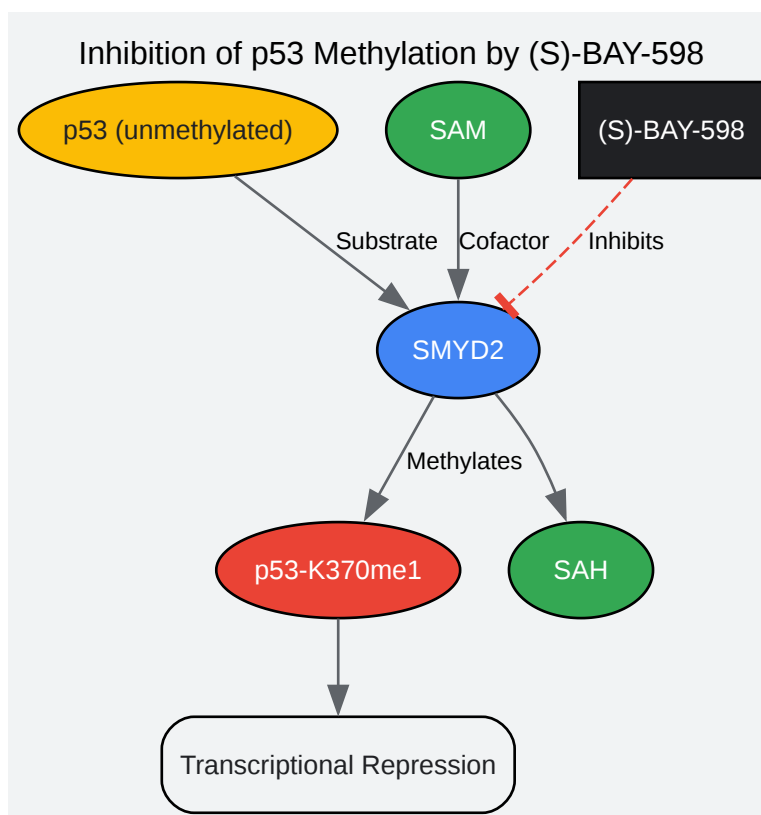 Inhibition of p53 Methylation by (S)-BAY-598
p53 (unmethylated)
SAM
(S)-BAY-598
Substrate
Cofactor
Inhibits
SMYD2
Methylates
p53-K370me1
SAH
Transcriptional Repression